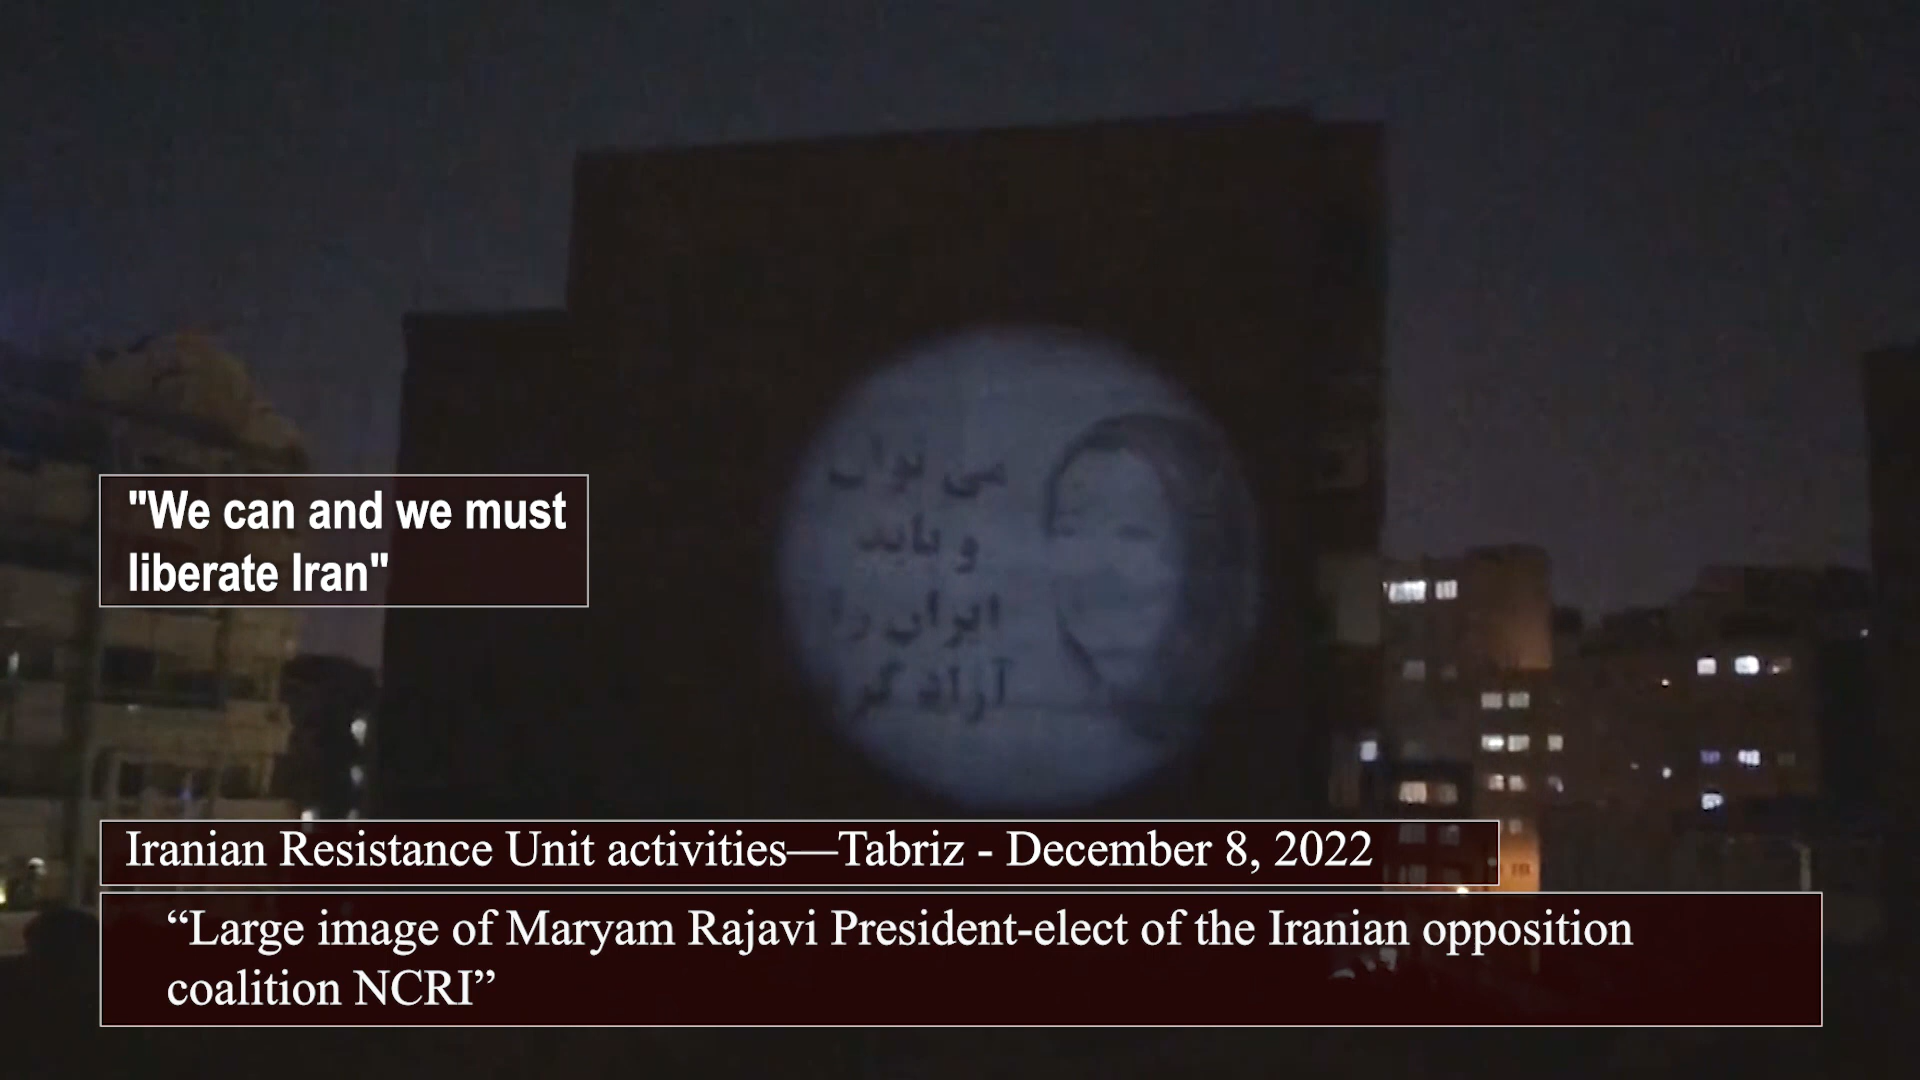 "We can and we must
liberate Iran"
می توان
و باید
ایران را
آزاد کر
Iranian Resistance Unit activities—Tabriz - December 8, 2022
“Large image of Maryam Rajavi President-elect of the Iranian opposition
coalition NCRI”